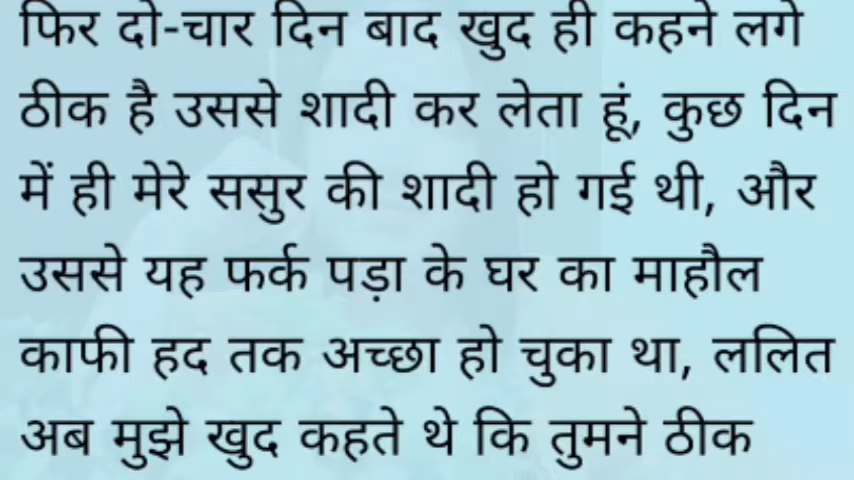 फिर दो-चार दिन बाद खुद ही कहने लगे
ठीक है उससे शादी कर लेता हूं, कुछ दिन
में ही मेरे ससुर की शादी हो गई थी, और
उससे यह फर्क पड़ा के घर का माहौल
काफी हद तक अच्छा हो चुका था, ललित
अब मुझे खुद कहते थे कि तुमने ठीक